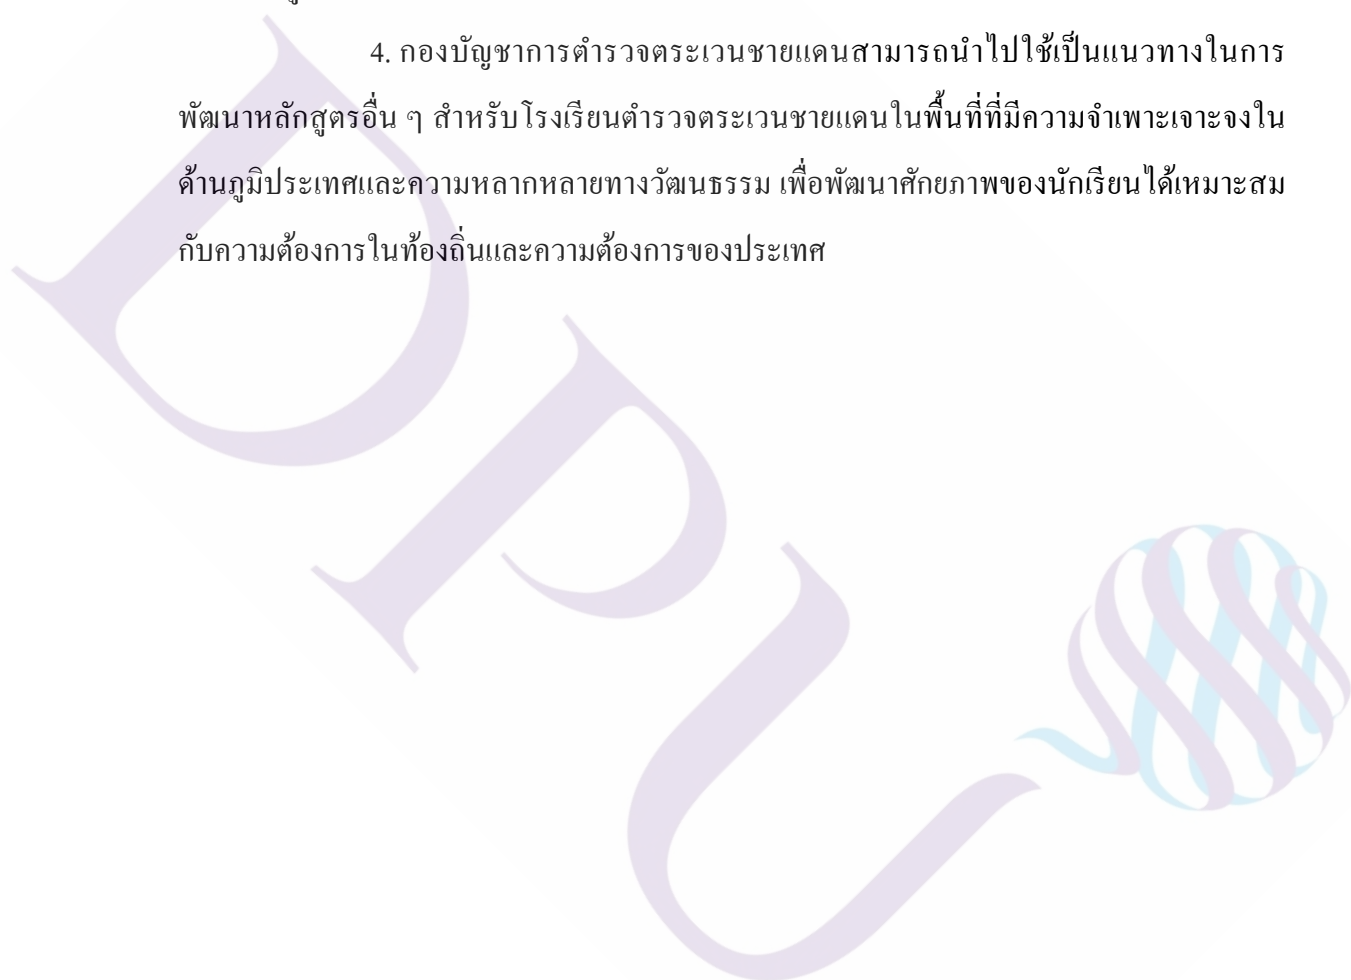 4. กองบัญชาการตำรวจตระเวนชายแดนสามารถนำไปใช้เป็นแนวทางในการ
พัฒนาหลักสูตรอื่น ๆ สำหรับโรงเรียนตำรวจตระเวนชายแดนในพื้นที่ที่มีความจำเพาะเจาะจงใน
ด้านภูมิประเทศและความหลากหลายทางวัฒนธรรม เพื่อพัฒนาศักยภาพของนักเรียนได้เหมาะสม
กับความต้องการในท้องถิ่นและความต้องการของประเทศ
DPU